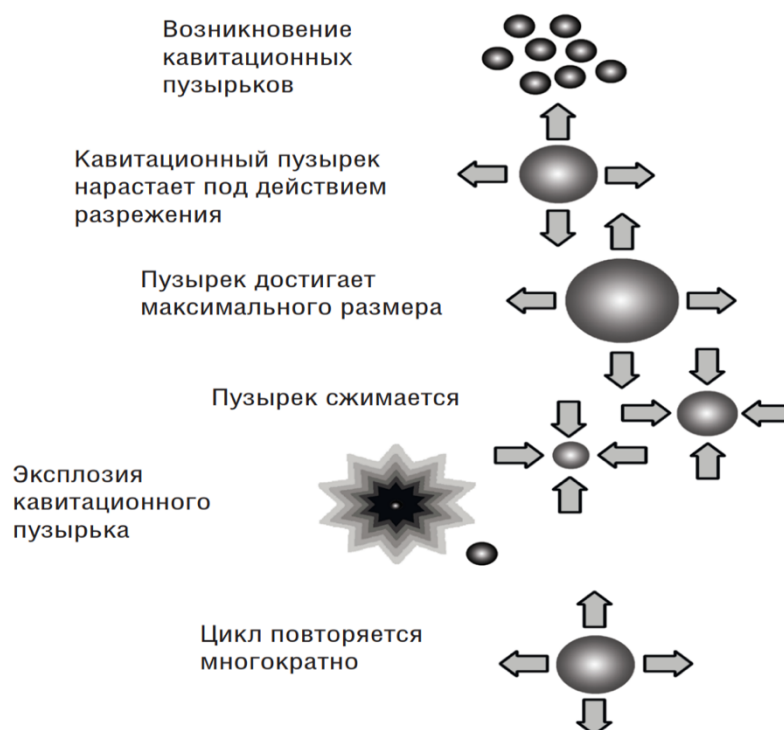 Возникновение
кавитационных
пузырьков
Кавитационный пузырек
нарастает под действием
разрежения
Пузырек достигает
максимального размера
Пузырек сжимается
Эксплозия
кавитационного
пузырька
Цикл повторяется
многократно